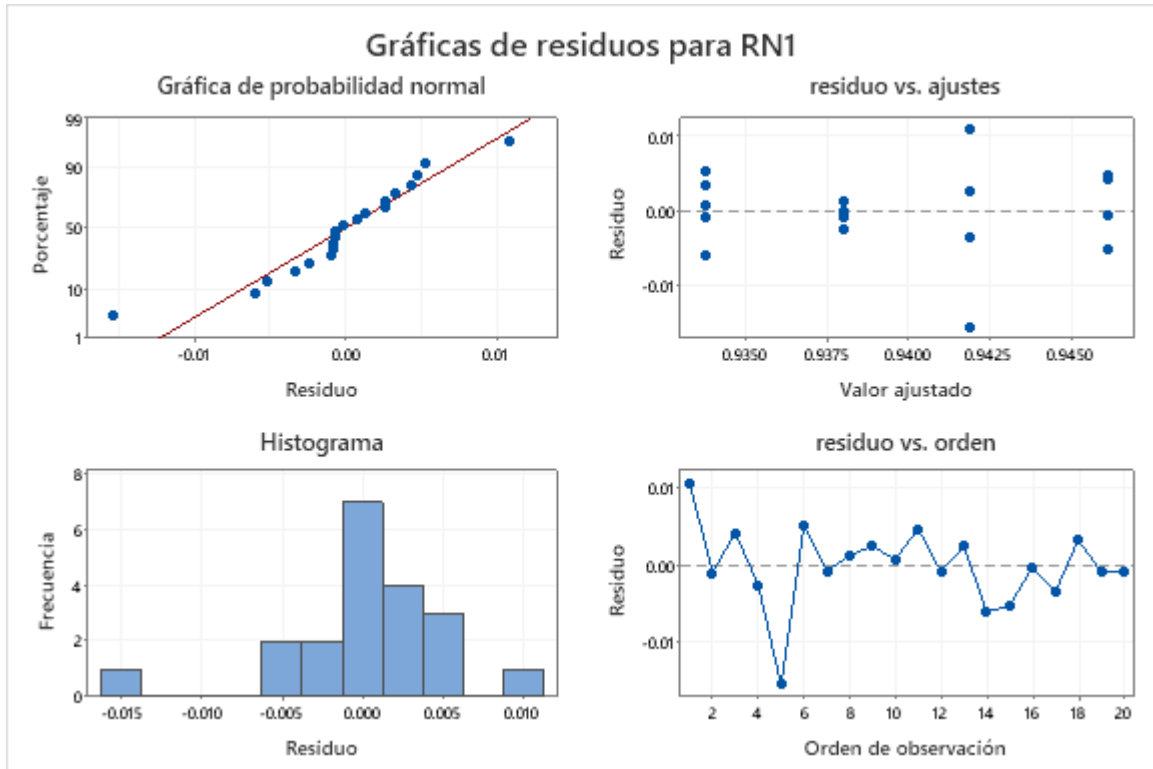 Gráficas de residuos para RN1
Gráfica de probabilidad normal
99
90
50
10
1
Porcentaje
-0.01 0.00 0.01
Residuo
residuo vs. ajustes
0.01
0.00
-0.01
Residuo
0.9350 0.9375 0.9400 0.9425 0.9450
Valor ajustado
Histograma
8
6
4
2
0
Frecuencia
-0.015 -0.010 -0.005 0.000 0.005 0.010
Residuo
residuo vs. orden
0.01
0.00
-0.01
Residuo
2 4 6 8 10 12 14 16 18 20
Orden de observación